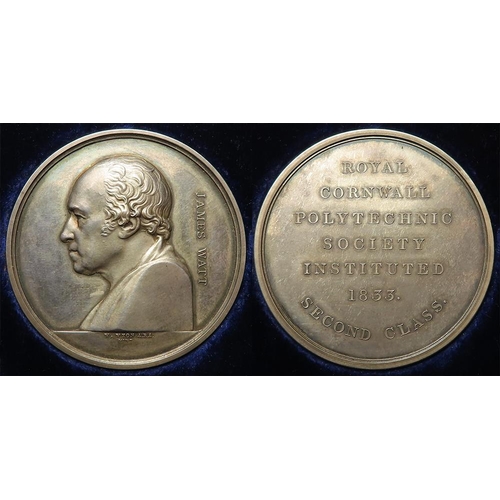 JAMES WATT
ROYAL
CORNWALL
POLYTECHNIC
SOCIETY
INSTITUTED
1833.
SECOND CLASS.